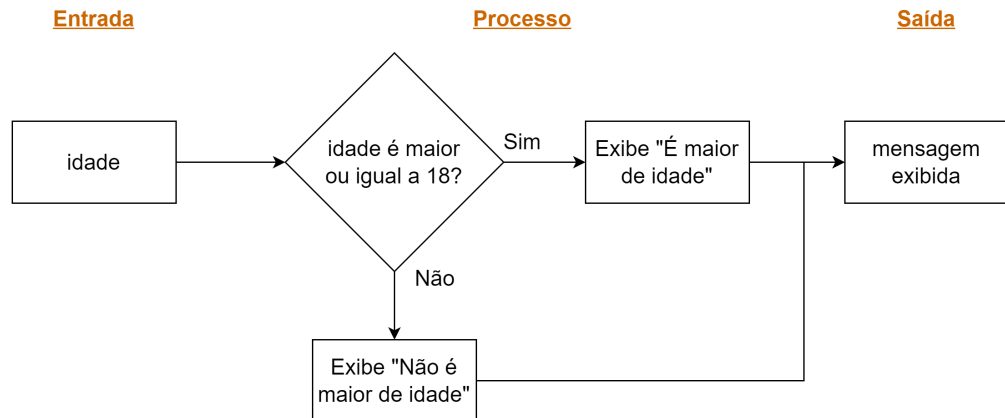 Entrada
Processo
Saída
idade
idade é maior
ou igual a 18?
Sim
Exibe "É maior
de idade"
mensagem
exibida
Não
Exibe "Não é
maior de idade"